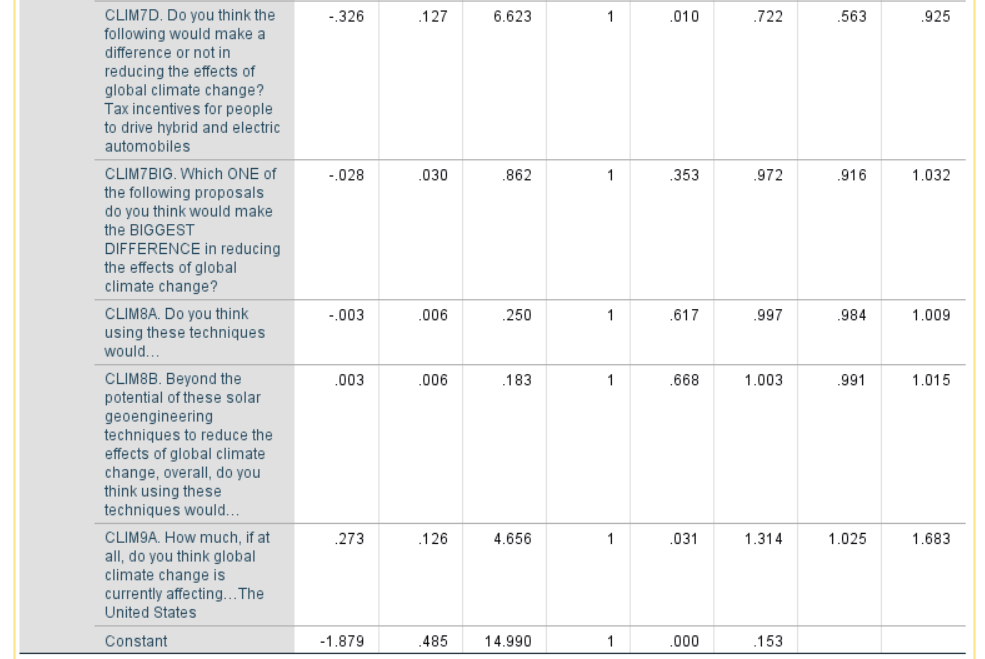 CLIM7D. Do you think the -.326 .127 6.623 1 .010 .722 .563 .925
following would make a
difference or not in
reducing the effects of
global climate change?
Tax incentives for people
to drive hybrid and electric
automobiles
CLIM7BIG. Which ONE of -.028 .030 .862 1 .353 .972 .916 1.032
the following proposals
do you think would make
the BIGGEST
DIFFERENCE in reducing
the effects of global
climate change?
CLIM8A. Do you think -.003 .006 .250 1 .617 .997 .984 1.009
using these techniques
would…
CLIM8B. Beyond the .003 .006 .183 1 .668 1.003 .991 1.015
potential of these solar
geoengineering
techniques to reduce the
effects of global climate
change, overall, do you
think using these
techniques would…
CLIM9A. How much, if at .273 .126 4.656 1 .031 1.314 1.025 1.683
all, do you think global
climate change is
currently affecting…The
United States
Constant -1.879 .485 14.990 1 .000 .153